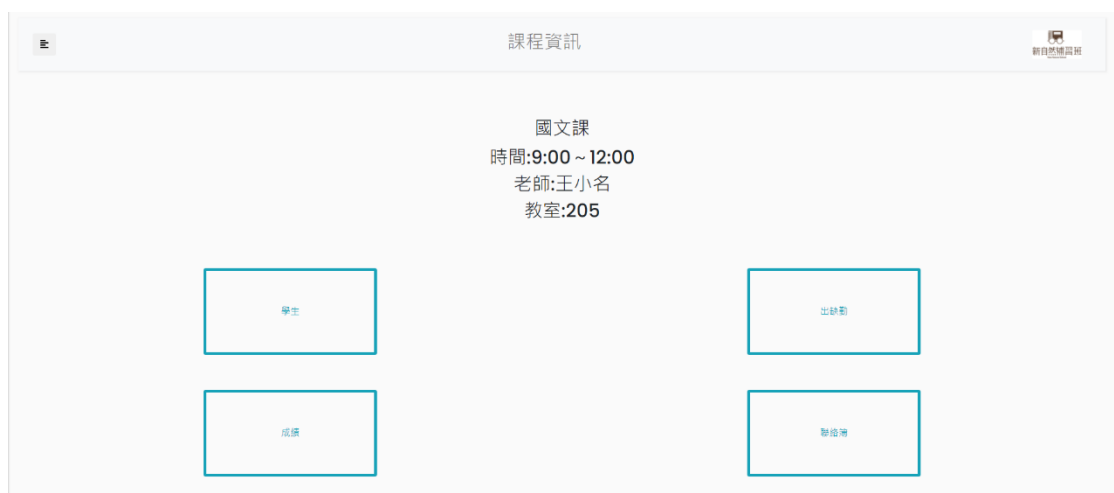 課程資訊
新自然補習班
國文課
時間:9:00 ~ 12:00
老師:王小名
教室:205
學生
出缺勤
成績
聯絡簿